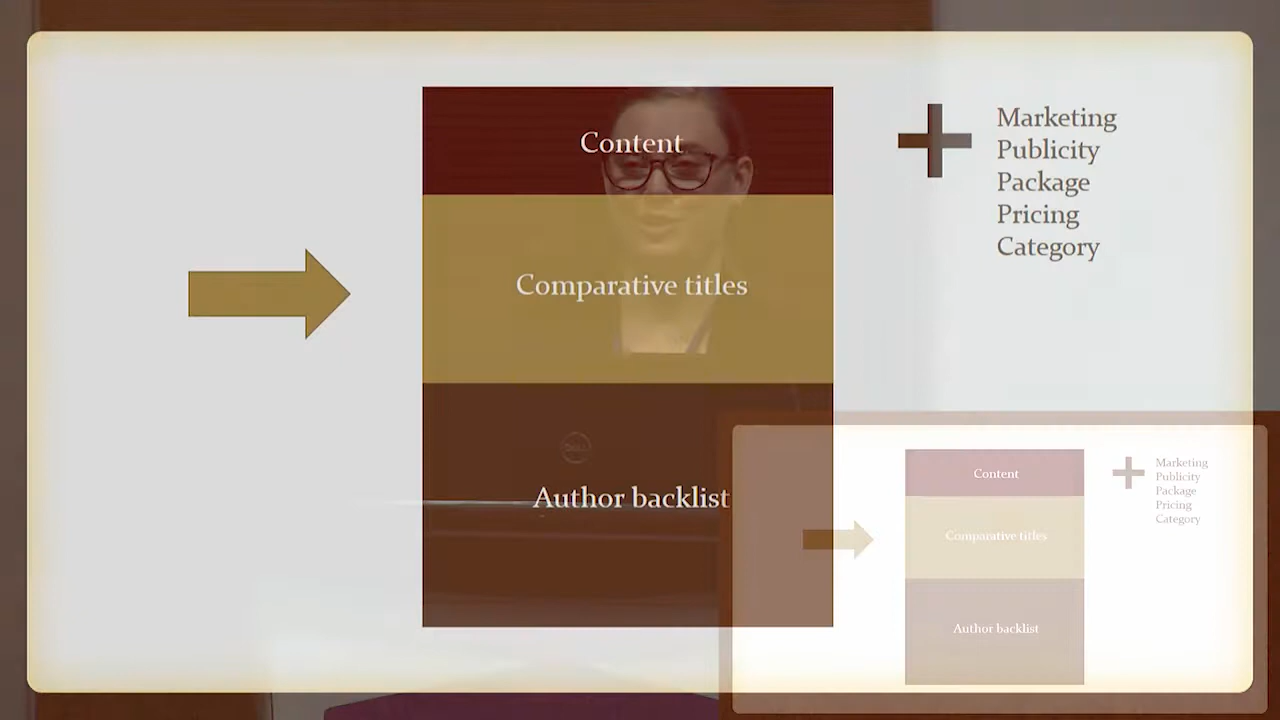 Content
Comparative titles
Author backlist
Marketing
Publicity
Package
Pricing
Category
Content
Comparative titles
Author backlist
Marketing
Publicity
Package
Pricing
Category